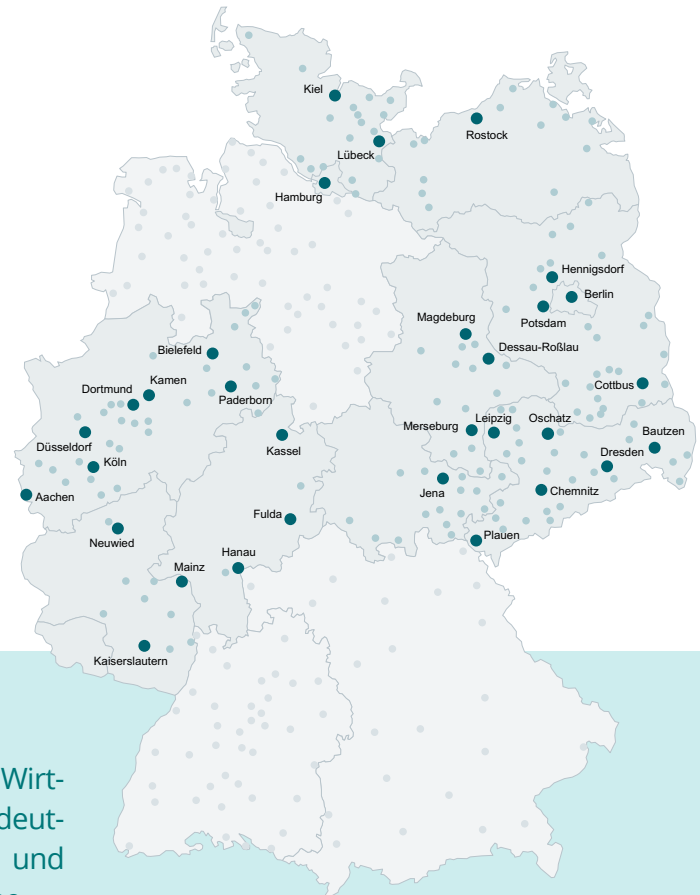 Kiel
Rostock
Lübeck
Hamburg
Hennigsdorf
Berlin
Potsdam
Magdeburg
Dessau-Roßlau
Bielefeld
Kamen
Dortmund
Paderborn
Cottbus
Merseburg
Leipzig
Oschatz
Bautzen
Düsseldorf
Kassel
Dresden
Köln
Aachen
Jena
Chemnitz
Fulda
Plauen
Neuwied
Hanau
Mainz
Kaiserslautern
Wirt-
deut-
und